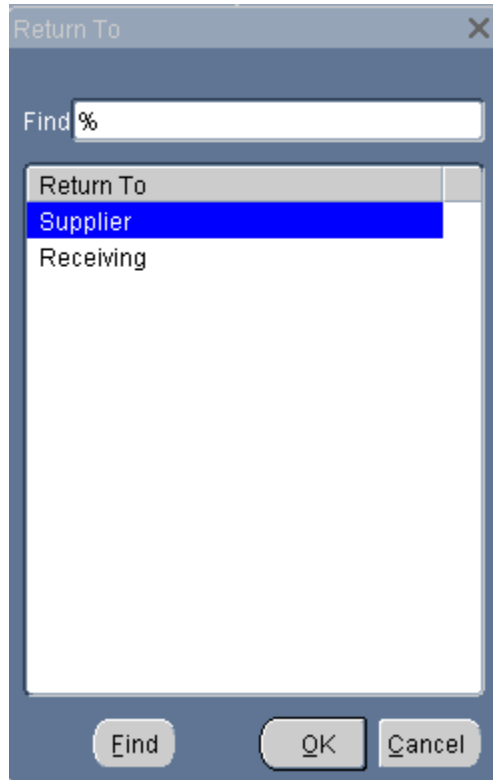 Return To
Find %
Return To
Supplier
Receiving
Find OK Cancel